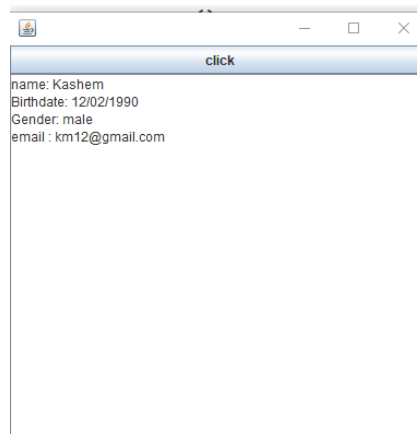 click
name: Kashem
Birthdate: 12/02/1990
Gender: male
email : km12@gmail.com